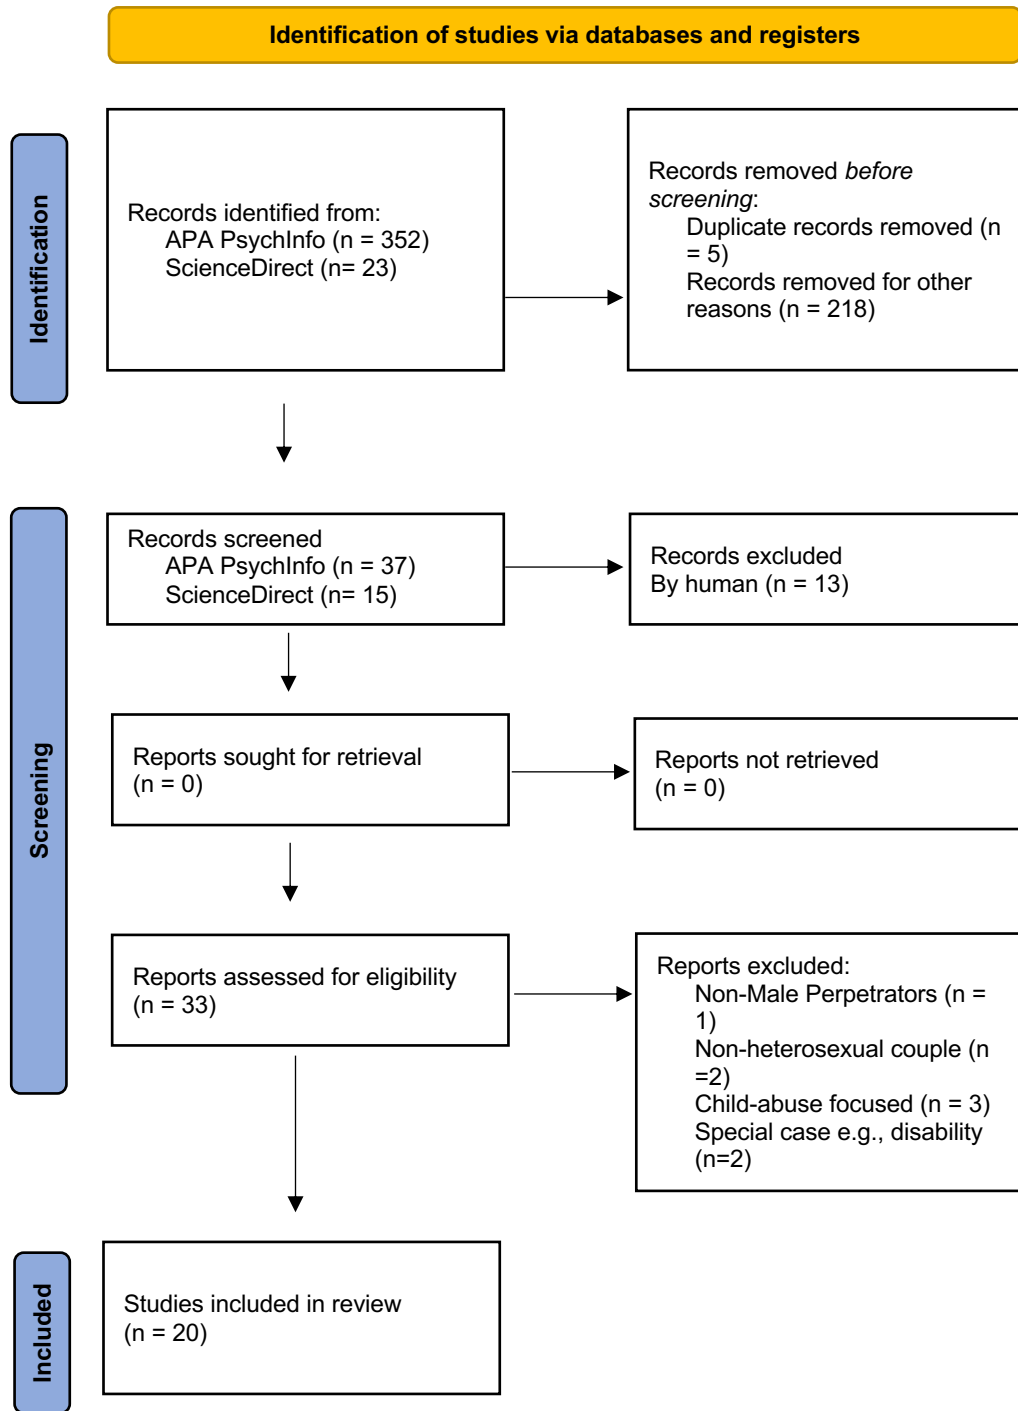 Identification of studies via databases and registers
Identification
Records identified from:
APA PsychInfo (n = 352)
ScienceDirect (n= 23)
Records removed before
screening:
Duplicate records removed (n
= 5)
Records removed for other
reasons (n = 218)
Screening
Records screened
APA PsychInfo (n = 37)
ScienceDirect (n= 15)
Records excluded
By human (n = 13)
Reports sought for retrieval
(n = 0)
Reports not retrieved
(n = 0)
Reports assessed for eligibility
(n = 33)
Reports excluded:
Non-Male Perpetrators (n =
1)
Non-heterosexual couple (n
=2)
Child-abuse focused (n = 3)
Special case e.g., disability
(n=2)
Included
Studies included in review
(n = 20)